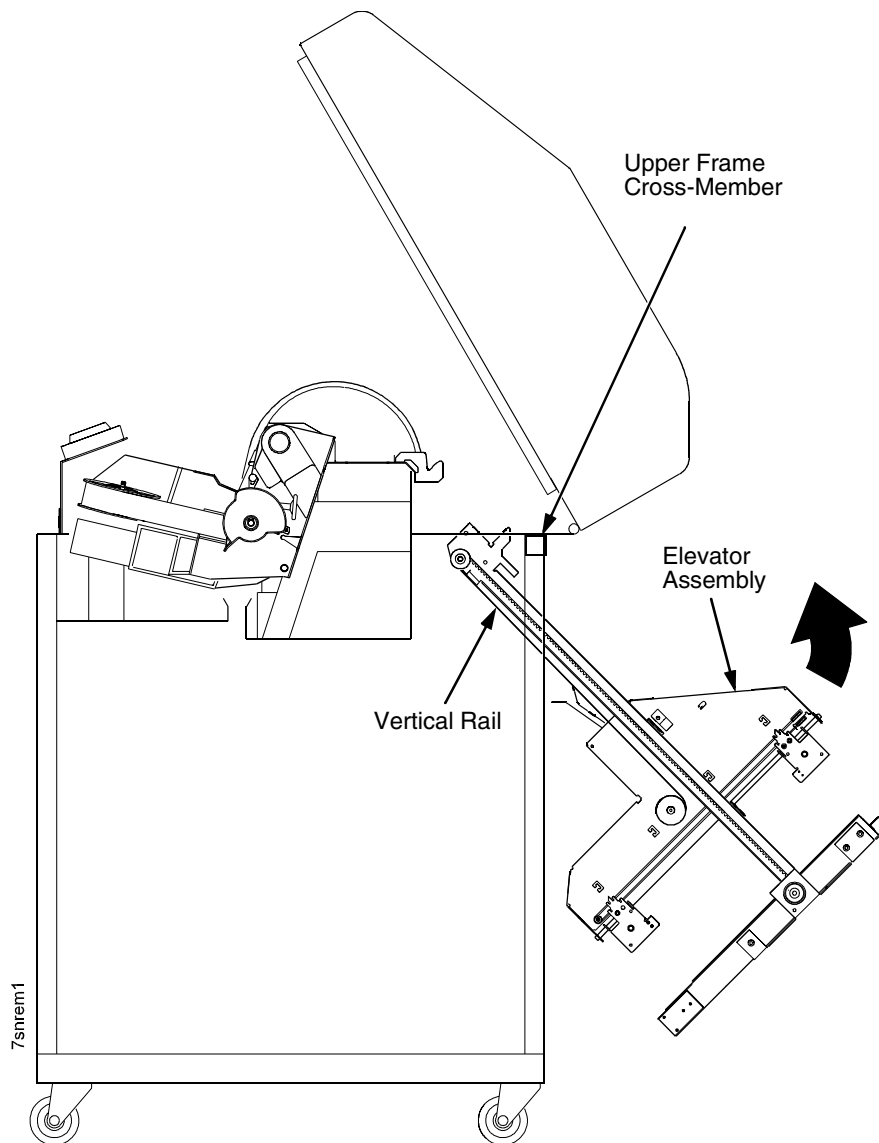 Upper Frame
Cross-Member
Elevator
Assembly
Vertical Rail
7snrem1